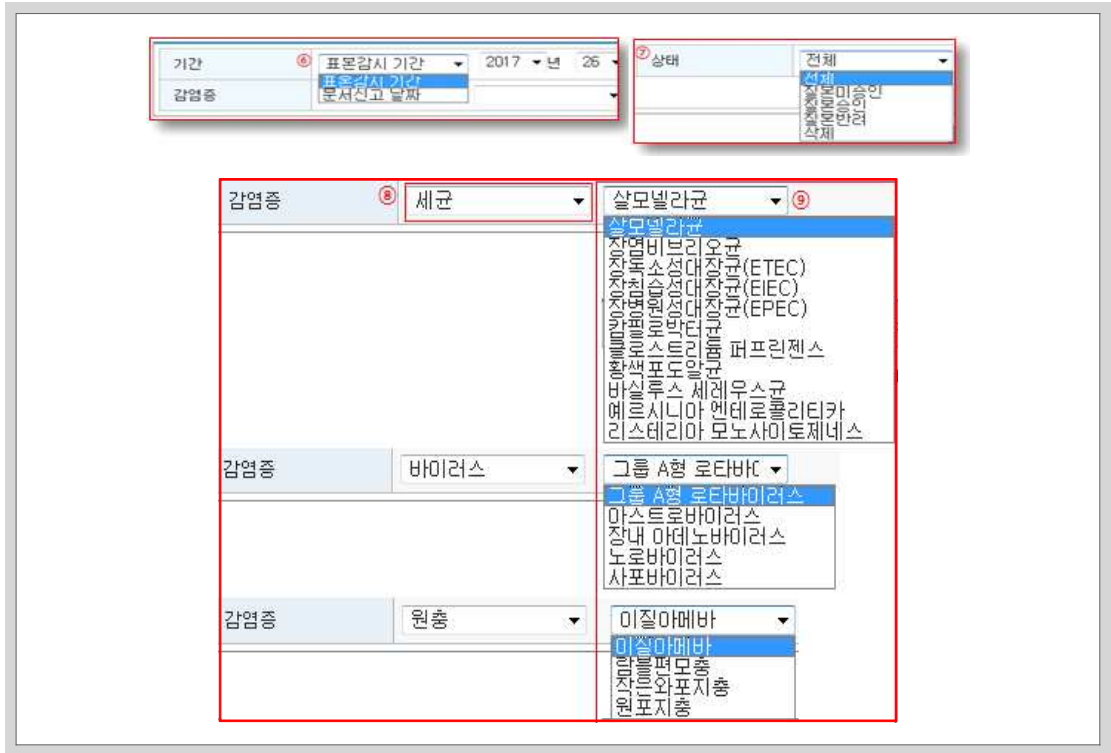 기간 ⑥ 표본감시 기간 2017 년 26
표본감시 기간
감염증 문서신고 날짜
⑦ 상태 전체
전체
질본미승인
질본승인
질본반려
삭제
감염증 ⑧ 세균 살모넬라균 ⑨
살모넬라균
장염비브리오균
장독소성대장균(ETEC)
장침습성대장균(EIEC)
장병원성대장균(EPEC)
캄필로박터균
클로스트리듐 퍼프린젠스
황색포도알균
바실루스 세레우스균
예르시니아 엔테로콜리티카
리스테리아 모노사이토제네스
감염증 바이러스 그룹 A형 로타바이
그룹 A형 로타바이러스
아스트로바이러스
장내 아데노바이러스
노로바이러스
사포바이러스
감염증 원충 이질아메바
이질아메바
람블편모충
작은와포자충
원포자충